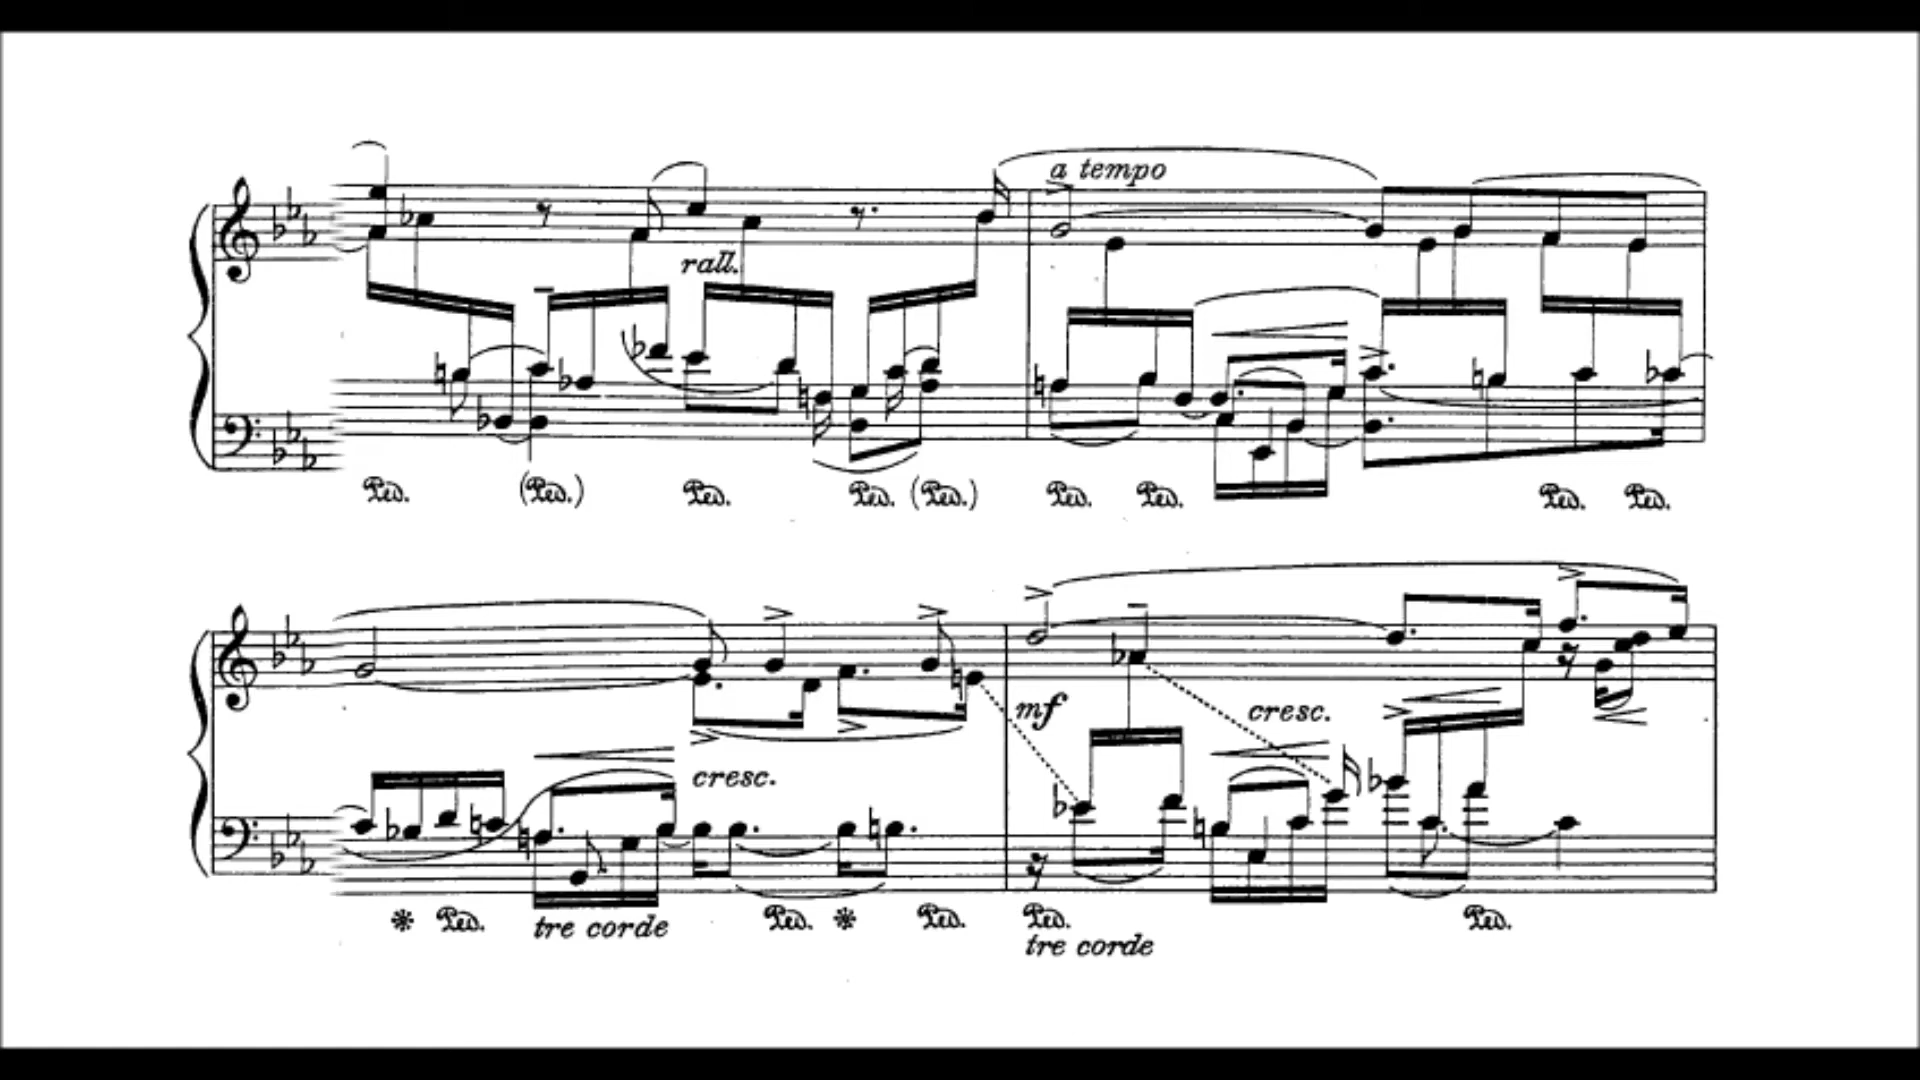 a tempo
rall.
Ped. (Ped.) Ped. Ped. (Ped.) Ped. Ped. Ped. Ped.
mf cresc.
cresc.
Ped. tre corde Ped. Ped. Ped. Ped.
tre corde